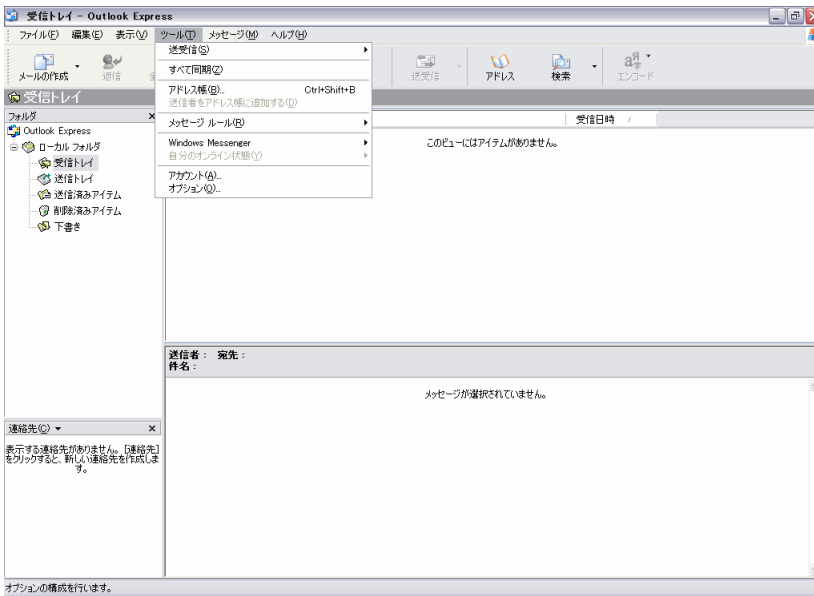 受信トレイ - Outlook Express
ファイル(F) 編集(E) 表示(V) ツール(T) メッセージ(M) ヘルプ(H)
メールの作成 返信 全 送受信 アドレス 検索 エンコード
送受信(S)
すべて同期(Z)
アドレス帳(B)... Ctrl+Shift+B
送信者をアドレス帳に追加する(D)
メッセージ ルール(R)
Windows Messenger
自分のオンライン状態(Y)
アカウント(A)...
オプション(O)...
受信トレイ
フォルダ ×
Outlook Express
ローカル フォルダ
受信トレイ
送信トレイ
送信済みアイテム
削除済みアイテム
下書き
受信日時
このビューにはアイテムがありません。
送信者： 宛先：
件名：
メッセージが選択されていません。
連絡先(C) ×
表示する連絡先がありません。[連絡先]
をクリックすると、新しい連絡先を作成しま
す。
オプションの構成を行います。